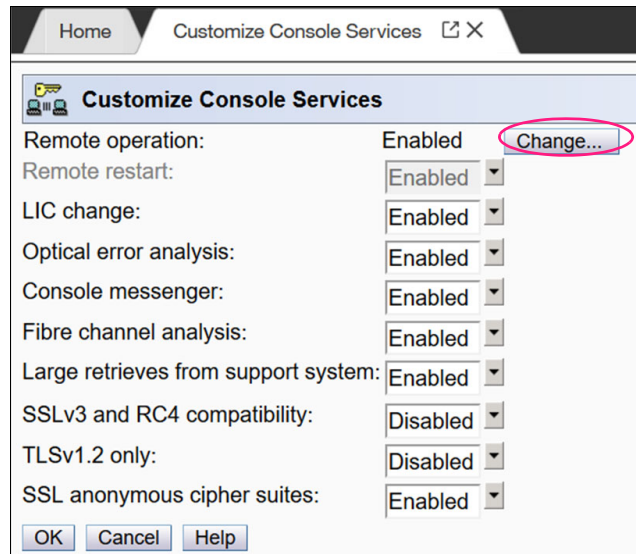 Home Customize Console Services
Customize Console Services
Remote operation: Enabled Change...
Remote restart: Enabled
LIC change: Enabled
Optical error analysis: Enabled
Console messenger: Enabled
Fibre channel analysis: Enabled
Large retrieves from support system: Enabled
SSLv3 and RC4 compatibility: Disabled
TLSv1.2 only: Disabled
SSL anonymous cipher suites: Enabled
OK Cancel Help